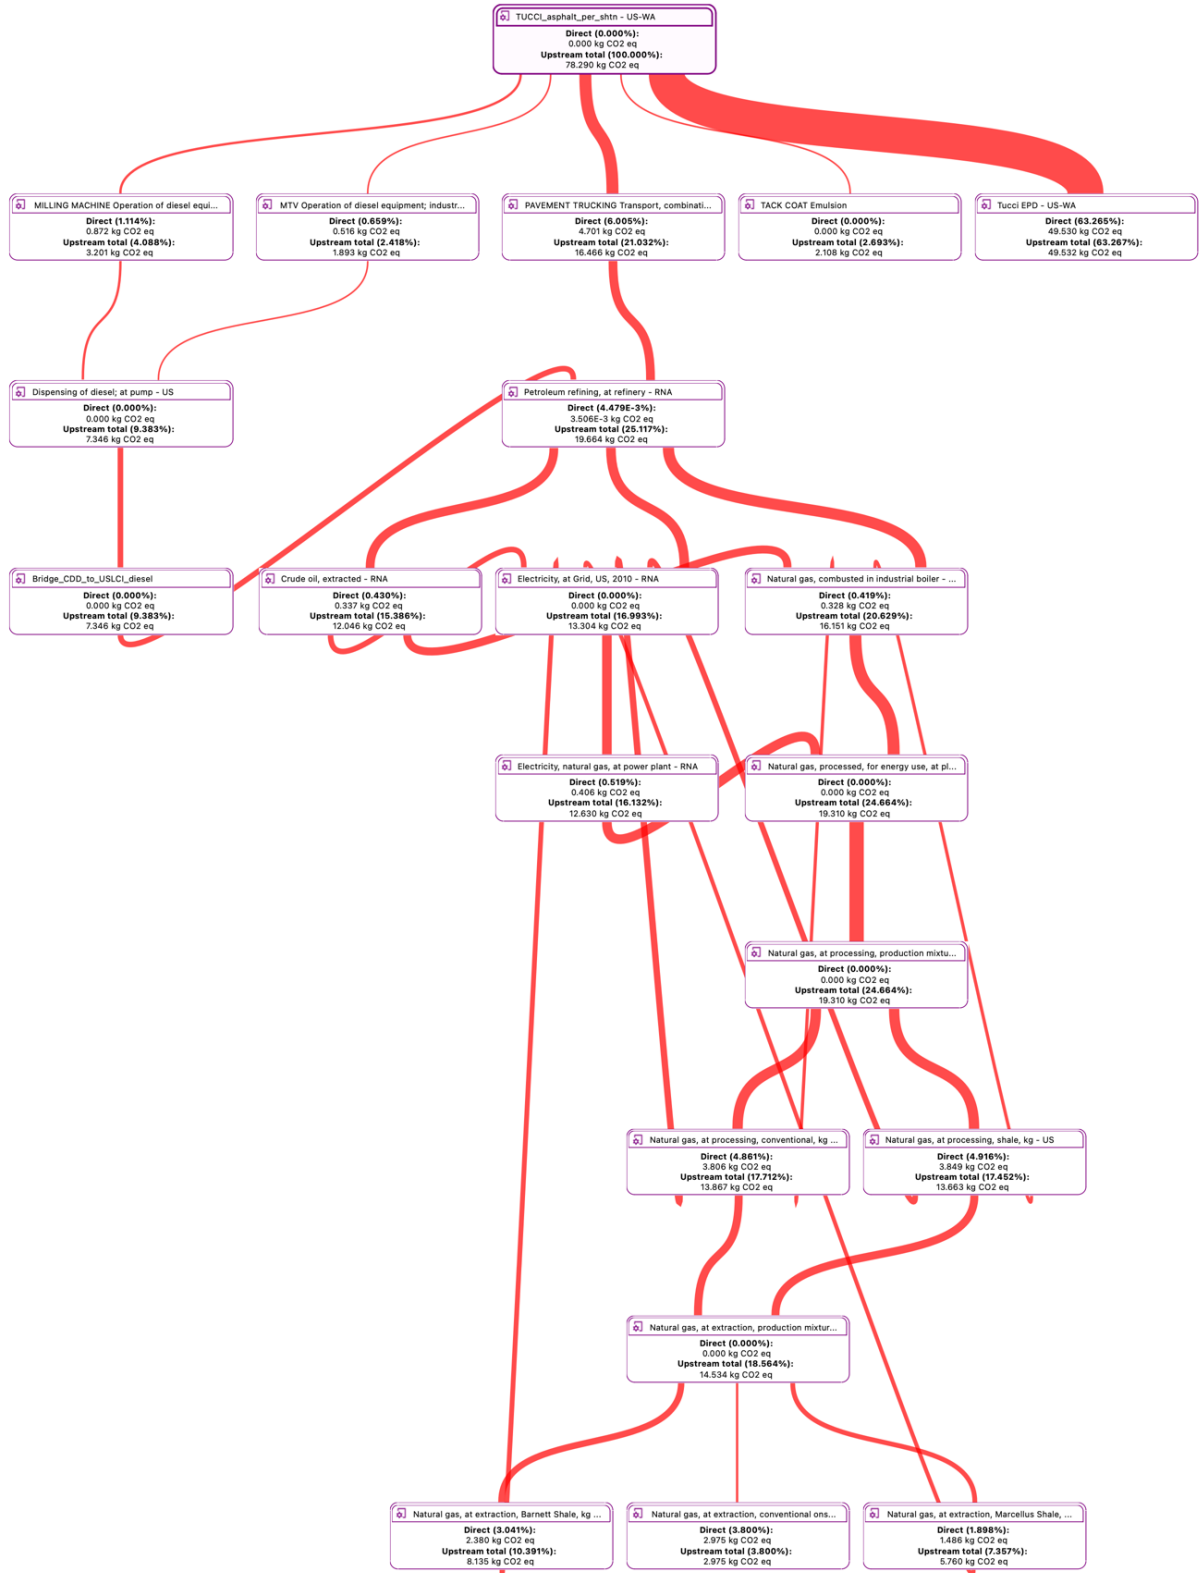 TUCCI_asphalt_per_shtn - US-WA
Direct (0.000%):
0.000 kg CO2 eq
Upstream total (100.000%):
78.290 kg CO2 eq
MILLING MACHINE Operation of diesel equi...
Direct (1.114%):
0.872 kg CO2 eq
Upstream total (4.088%):
3.201 kg CO2 eq
MTV Operation of diesel equipment; industr...
Direct (0.659%):
0.516 kg CO2 eq
Upstream total (2.418%):
1.893 kg CO2 eq
PAVEMENT TRUCKING Transport, combinati...
Direct (6.005%):
4.701 kg CO2 eq
Upstream total (21.032%):
16.466 kg CO2 eq
TACK COAT Emulsion
Direct (0.000%):
0.000 kg CO2 eq
Upstream total (2.693%):
2.108 kg CO2 eq
Tucci EPD - US-WA
Direct (63.265%):
49.530 kg CO2 eq
Upstream total (63.267%):
49.532 kg CO2 eq
Dispensing of diesel; at pump - US
Direct (0.000%):
0.000 kg CO2 eq
Upstream total (9.383%):
7.346 kg CO2 eq
Petroleum refining, at refinery - RNA
Direct (4.479E-3%):
3.506E-3 kg CO2 eq
Upstream total (25.117%):
19.664 kg CO2 eq
Bridge_CDD_to_USLCI_diesel
Direct (0.000%):
0.000 kg CO2 eq
Upstream total (9.383%):
7.346 kg CO2 eq
Crude oil, extracted - RNA
Direct (0.430%):
0.337 kg CO2 eq
Upstream total (15.386%):
12.046 kg CO2 eq
Electricity, at Grid, US, 2010 - RNA
Direct (0.000%):
0.000 kg CO2 eq
Upstream total (16.993%):
13.304 kg CO2 eq
Natural gas, combusted in industrial boiler - ...
Direct (0.419%):
0.328 kg CO2 eq
Upstream total (20.629%):
16.151 kg CO2 eq
Electricity, natural gas, at power plant - RNA
Direct (0.519%):
0.406 kg CO2 eq
Upstream total (16.132%):
12.630 kg CO2 eq
Natural gas, processed, for energy use, at pl...
Direct (0.000%):
0.000 kg CO2 eq
Upstream total (24.664%):
19.310 kg CO2 eq
Natural gas, at processing, production mixtu...
Direct (0.000%):
0.000 kg CO2 eq
Upstream total (24.664%):
19.310 kg CO2 eq
Natural gas, at processing, conventional, kg ...
Direct (4.861%):
3.806 kg CO2 eq
Upstream total (17.712%):
13.867 kg CO2 eq
Natural gas, at processing, shale, kg - US
Direct (4.916%):
3.849 kg CO2 eq
Upstream total (17.452%):
13.663 kg CO2 eq
Natural gas, at extraction, production mixtur...
Direct (0.000%):
0.000 kg CO2 eq
Upstream total (18.564%):
14.534 kg CO2 eq
Natural gas, at extraction, Barnett Shale, kg ...
Direct (3.041%):
2.380 kg CO2 eq
Upstream total (10.391%):
8.135 kg CO2 eq
Natural gas, at extraction, conventional ons...
Direct (3.800%):
2.975 kg CO2 eq
Upstream total (3.800%):
2.975 kg CO2 eq
Natural gas, at extraction, Marcellus Shale, ...
Direct (1.898%):
1.486 kg CO2 eq
Upstream total (7.357%):
5.760 kg CO2 eq